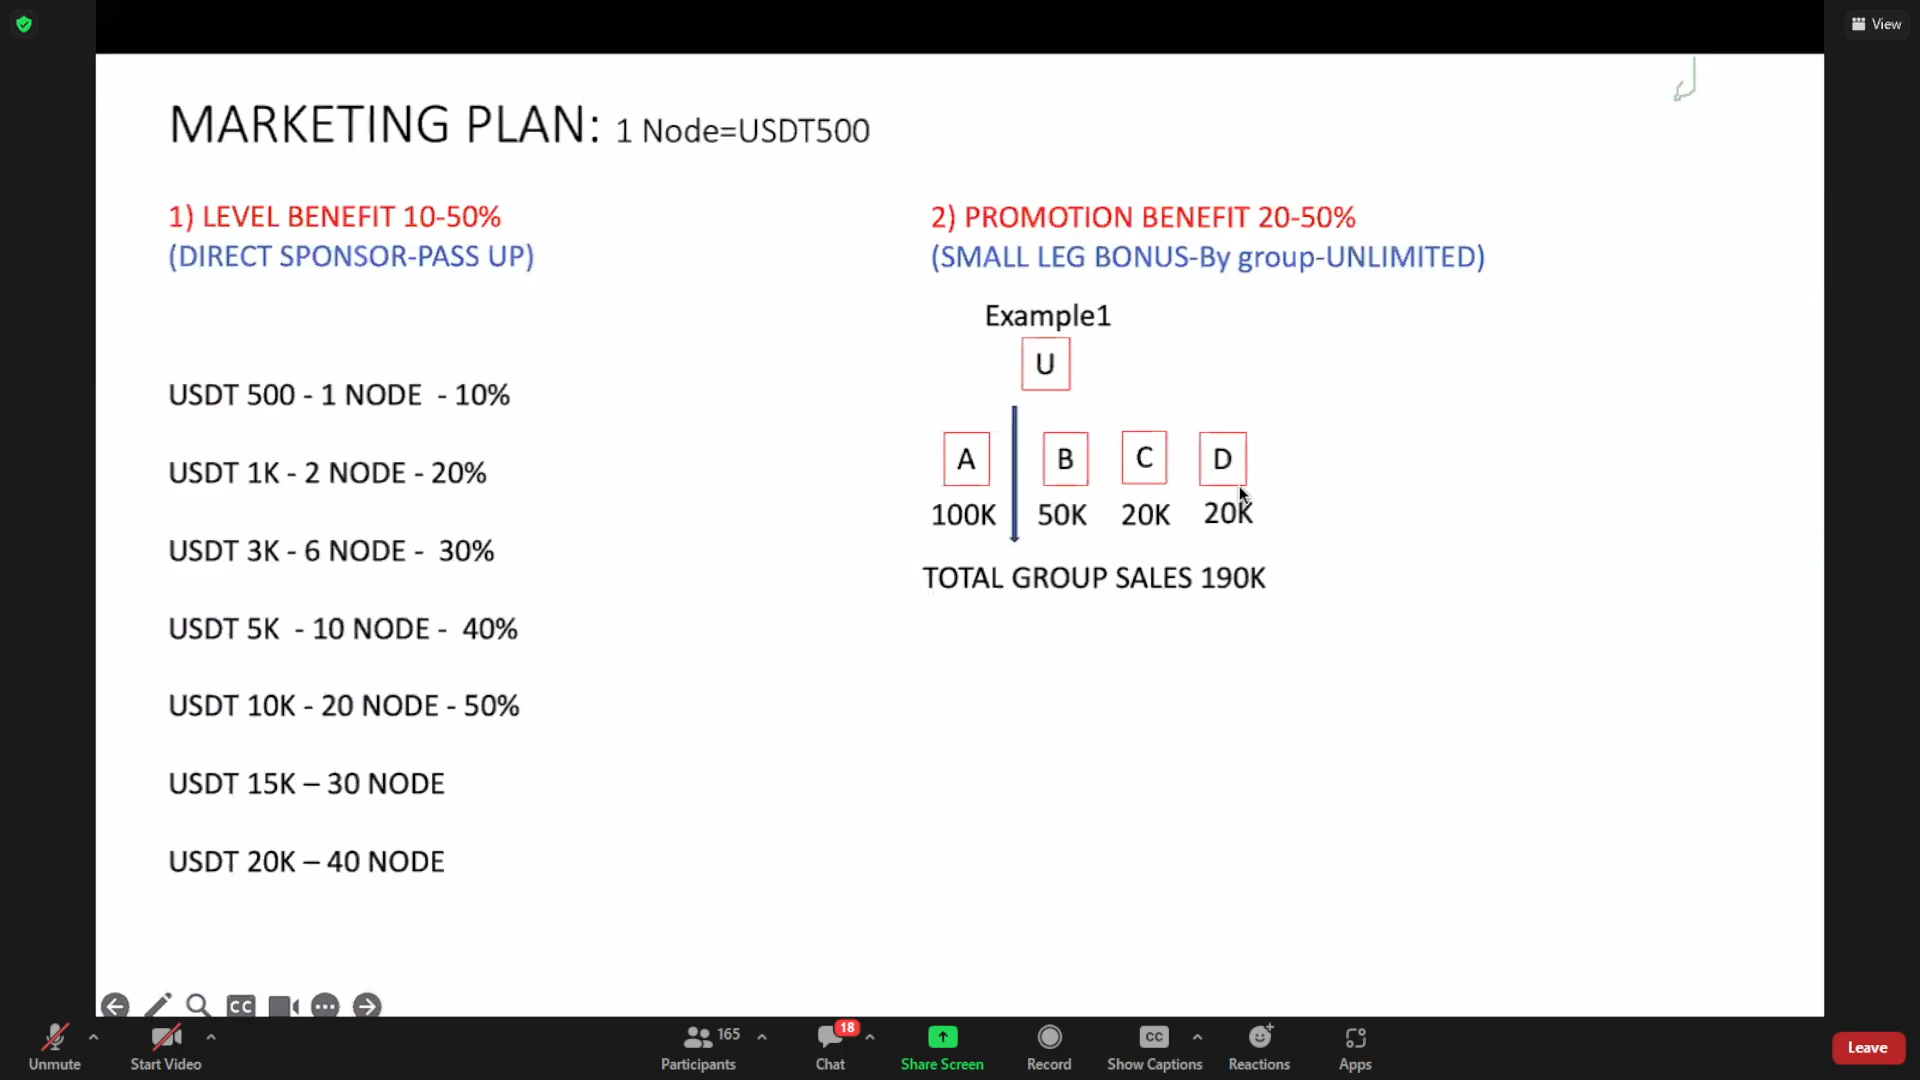 View
MARKETING PLAN: 1 Node=USDT500
1) LEVEL BENEFIT 10-50%
(DIRECT SPONSOR-PASS UP)
USDT 500 - 1 NODE - 10%
USDT 1K - 2 NODE - 20%
USDT 3K - 6 NODE - 30%
USDT 5K - 10 NODE - 40%
USDT 10K - 20 NODE - 50%
USDT 15K – 30 NODE
USDT 20K – 40 NODE
2) PROMOTION BENEFIT 20-50%
(SMALL LEG BONUS-By group-UNLIMITED)
Example1
U
A B C D
100K 50K 20K 20K
TOTAL GROUP SALES 190K
CC
165
18
CC
Unmute Start Video Participants Chat Share Screen Record Show Captions Reactions Apps Leave